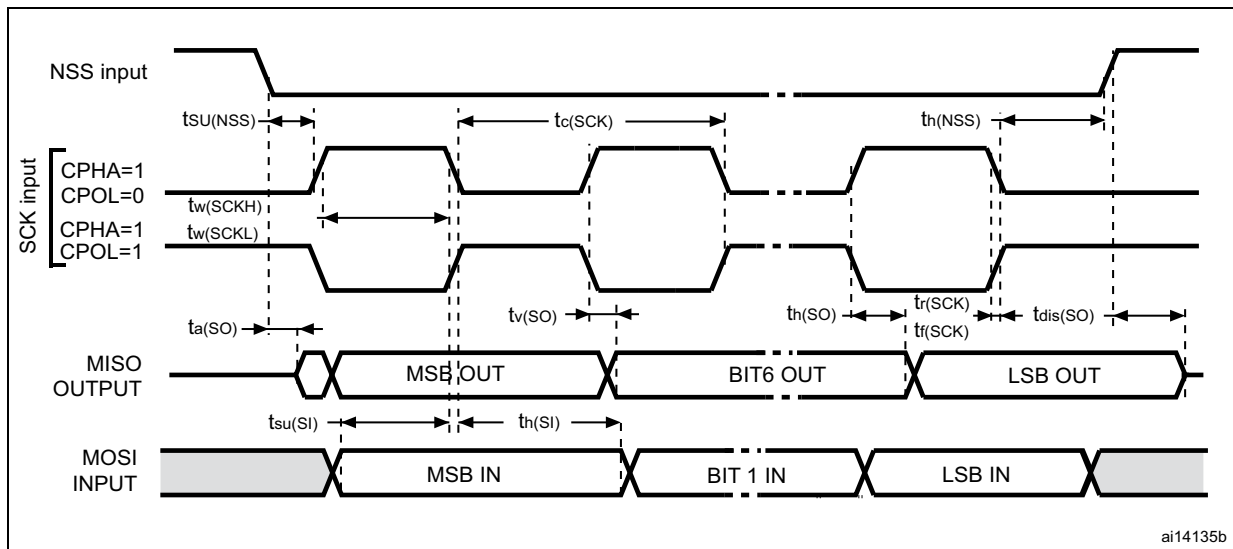 NSS input
tSU(NSS)
tc(SCK)
th(NSS)
SCK input
CPHA=1
CPOL=0
tw(SCKH)
CPHA=1
tw(SCKL)
CPOL=1
ta(SO)
tv(SO)
th(SO)
tr(SCK)
tf(SCK)
tdis(SO)
MISO
OUTPUT
MSB OUT
BIT6 OUT
LSB OUT
tsu(SI)
th(SI)
MOSI
INPUT
MSB IN
BIT 1 IN
LSB IN
ai14135b